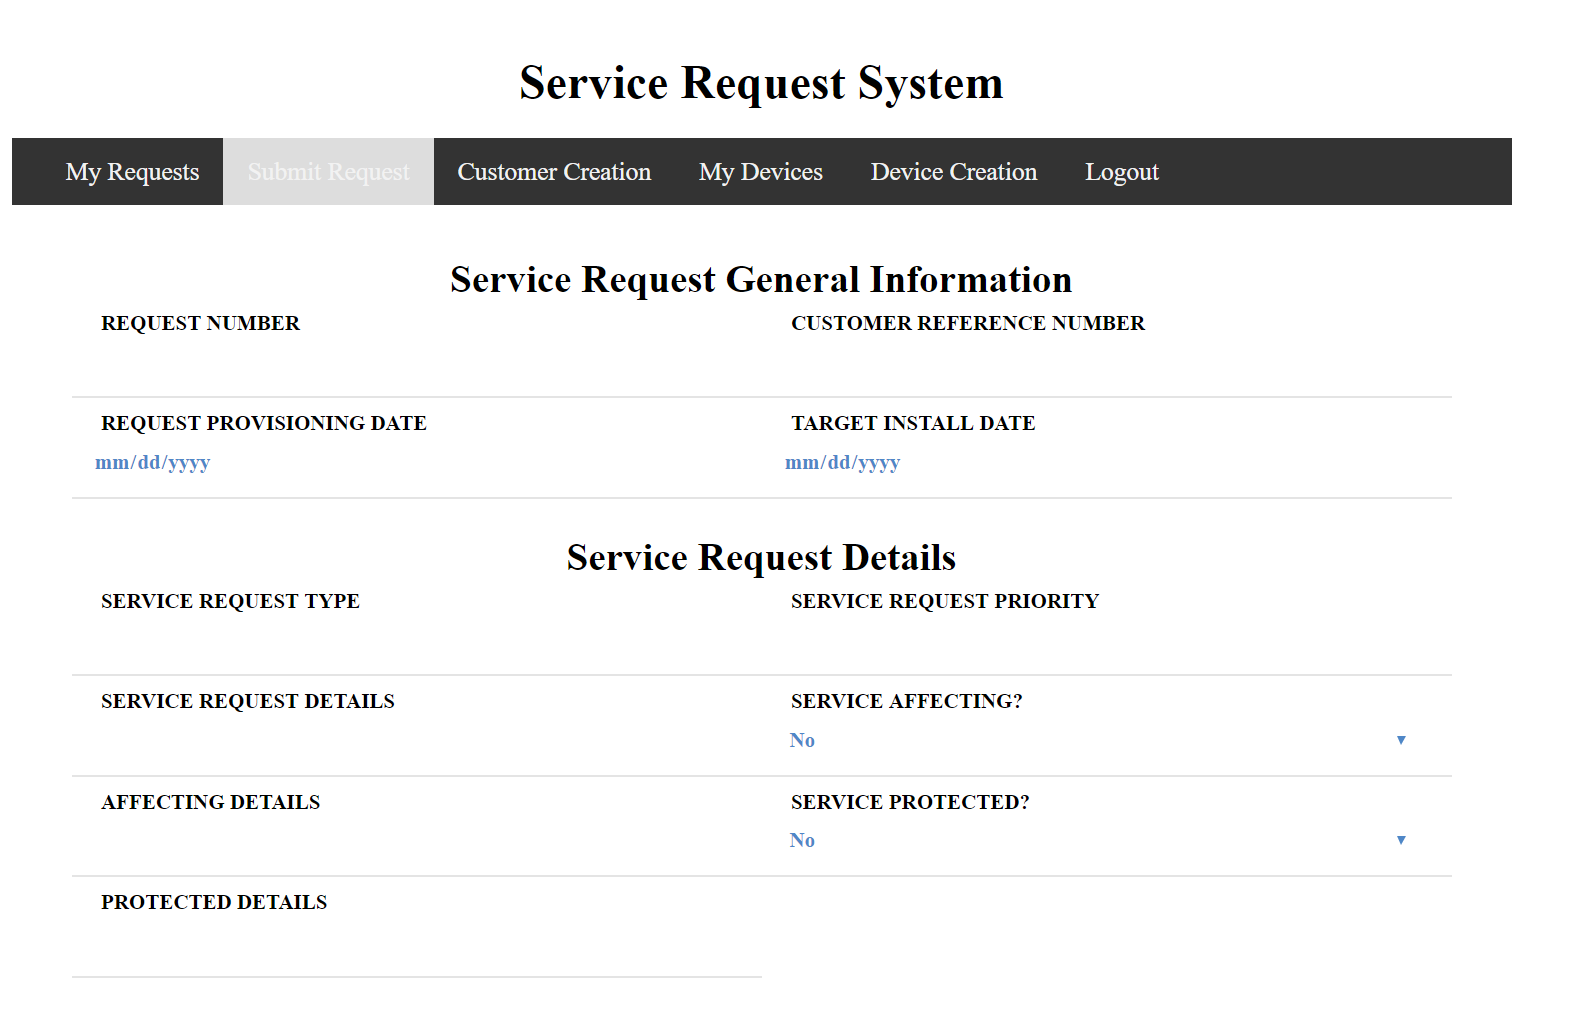 Service Request System
My Requests Submit Request Customer Creation My Devices Device Creation Logout
Service Request General Information
REQUEST NUMBER CUSTOMER REFERENCE NUMBER
REQUEST PROVISIONING DATE TARGET INSTALL DATE
mm/dd/yyyy mm/dd/yyyy
Service Request Details
SERVICE REQUEST TYPE SERVICE REQUEST PRIORITY
SERVICE REQUEST DETAILS SERVICE AFFECTING?
No
AFFECTING DETAILS SERVICE PROTECTED?
No
PROTECTED DETAILS